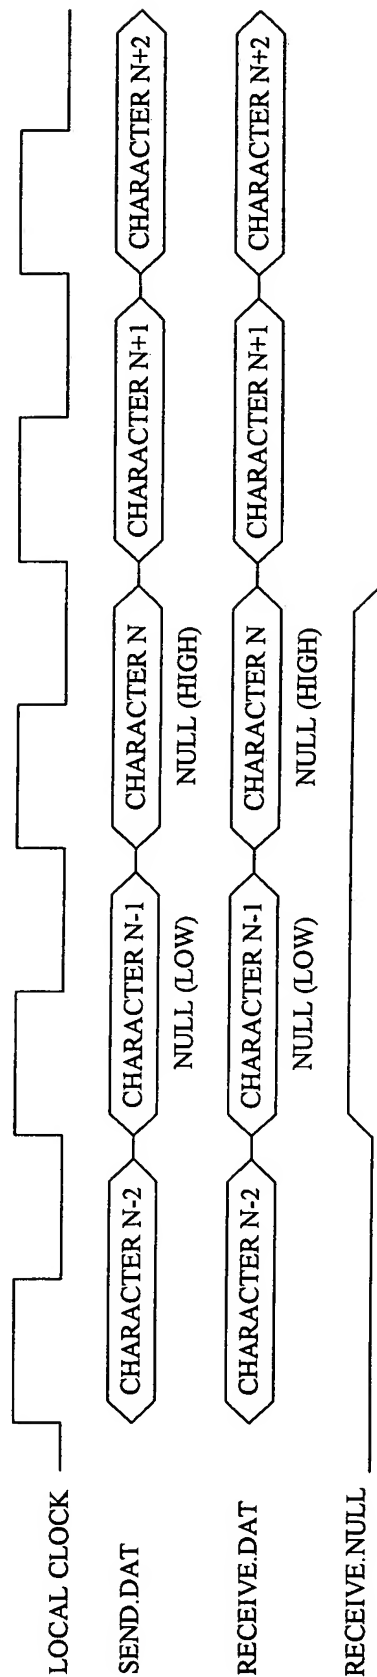 LOCAL CLOCK
SEND.DAT
CHARACTER N-2
CHARACTER N-1
CHARACTER N
CHARACTER N+1
CHARACTER N+2
NULL (LOW)
NULL (HIGH)
RECEIVE.DAT
CHARACTER N-2
CHARACTER N-1
CHARACTER N
CHARACTER N+1
CHARACTER N+2
NULL (LOW)
NULL (HIGH)
RECEIVE.NULL